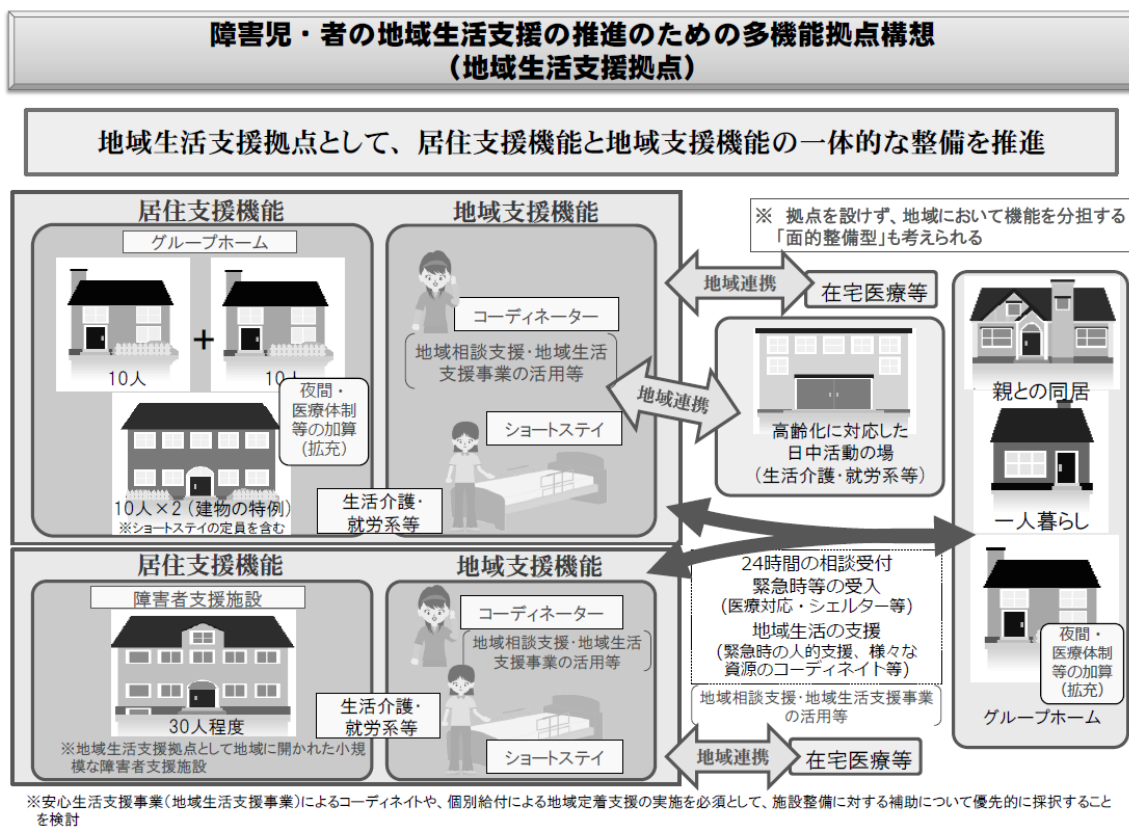 障害児・者の地域生活支援の推進のための多機能拠点構想
（地域生活支援拠点）
地域生活支援拠点として、居住支援機能と地域支援機能の一体的な整備を推進
居住支援機能
グループホーム
10人
+
10人
夜間・
医療体制
等の加算
(拡充)
10人×2 (建物の特例)
※ショートステイの定員を含む
地域支援機能
コーディネーター
地域相談支援・地域生活
支援事業の活用等
ショートステイ
生活介護・
就労系等
※ 拠点を設けず、地域において機能を分担する
「面的整備型」も考えられる
地域連携
在宅医療等
地域連携
高齢化に対応した
日中活動の場
(生活介護・就労系等)
親との同居
一人暮らし
夜間・
医療体制
等の加算
(拡充)
グループホーム
居住支援機能
障害者支援施設
30人程度
※地域生活支援拠点として地域に開かれた小規
模な障害者支援施設
地域支援機能
コーディネーター
地域相談支援・地域生活
支援事業の活用等
生活介護・
就労系等
ショートステイ
24時間の相談受付
緊急時等の受入
(医療対応・シェルター等)
地域生活の支援
(緊急時の人的支援、様々な
資源のコーディネイト等)
地域相談支援・地域生活支援事業
の活用等
地域連携
在宅医療等
※安心生活支援事業(地域生活支援事業)によるコーディネイトや、個別給付による地域定着支援の実施を必須として、施設整備に対する補助について優先的に採択すること
を検討